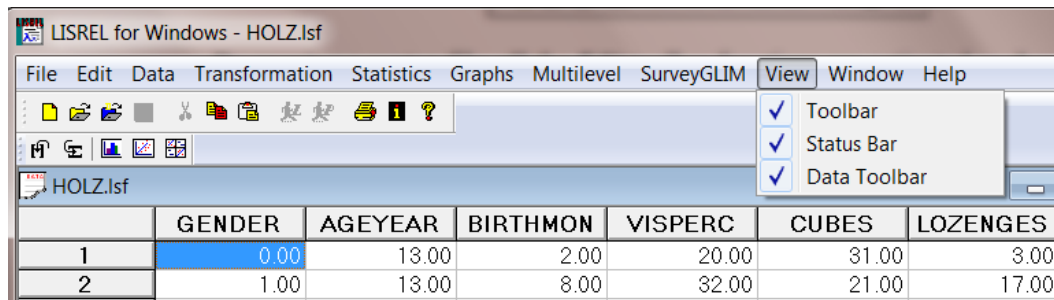 LISREL for Windows - HOLZ.lsf
File Edit Data Transformation Statistics Graphs Multilevel SurveyGLIM View Window Help
Toolbar
Status Bar
Data Toolbar
HOLZ.lsf
GENDER AGEYEAR BIRTHMON VISPERC CUBES LOZENGES
1 0.00 13.00 2.00 20.00 31.00 3.00
2 1.00 13.00 8.00 32.00 21.00 17.00